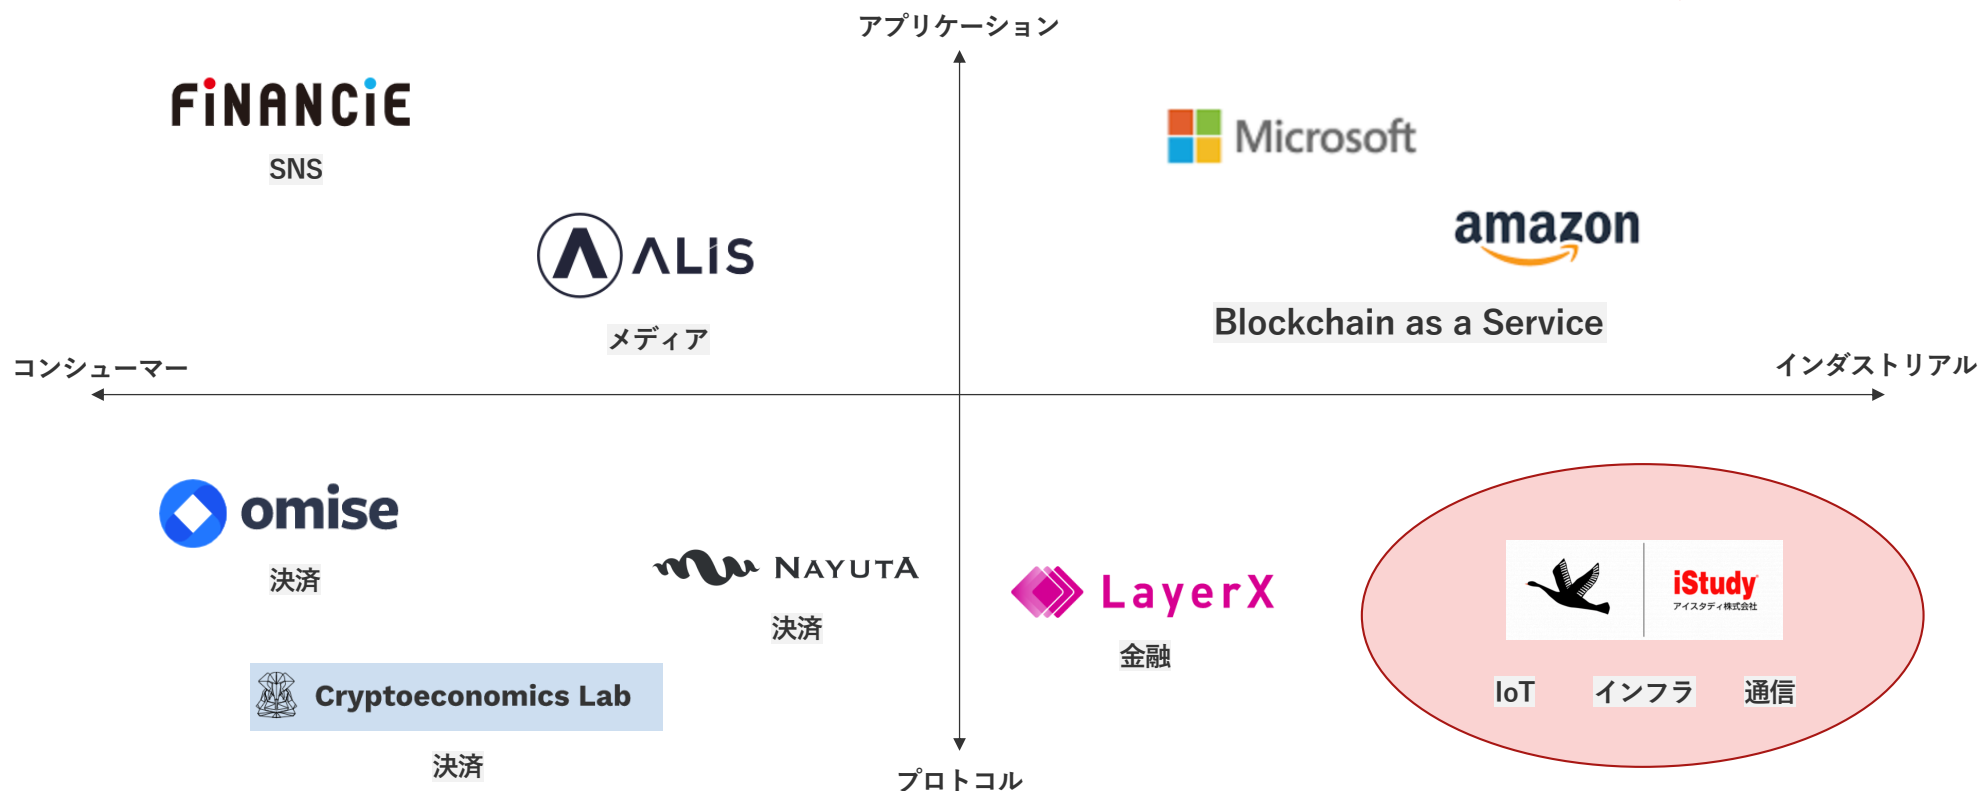 アプリケーション
FiNANCiE
SNS
Microsoft
amazon
ALIS
メディア
Blockchain as a Service
コンシューマー
インダストリアル
omise
決済
NAYUTA
決済
LayerX
金融
iStudy
アイスタディ株式会社
IoT インフラ 通信
Cryptoeconomics Lab
決済
プロトコル